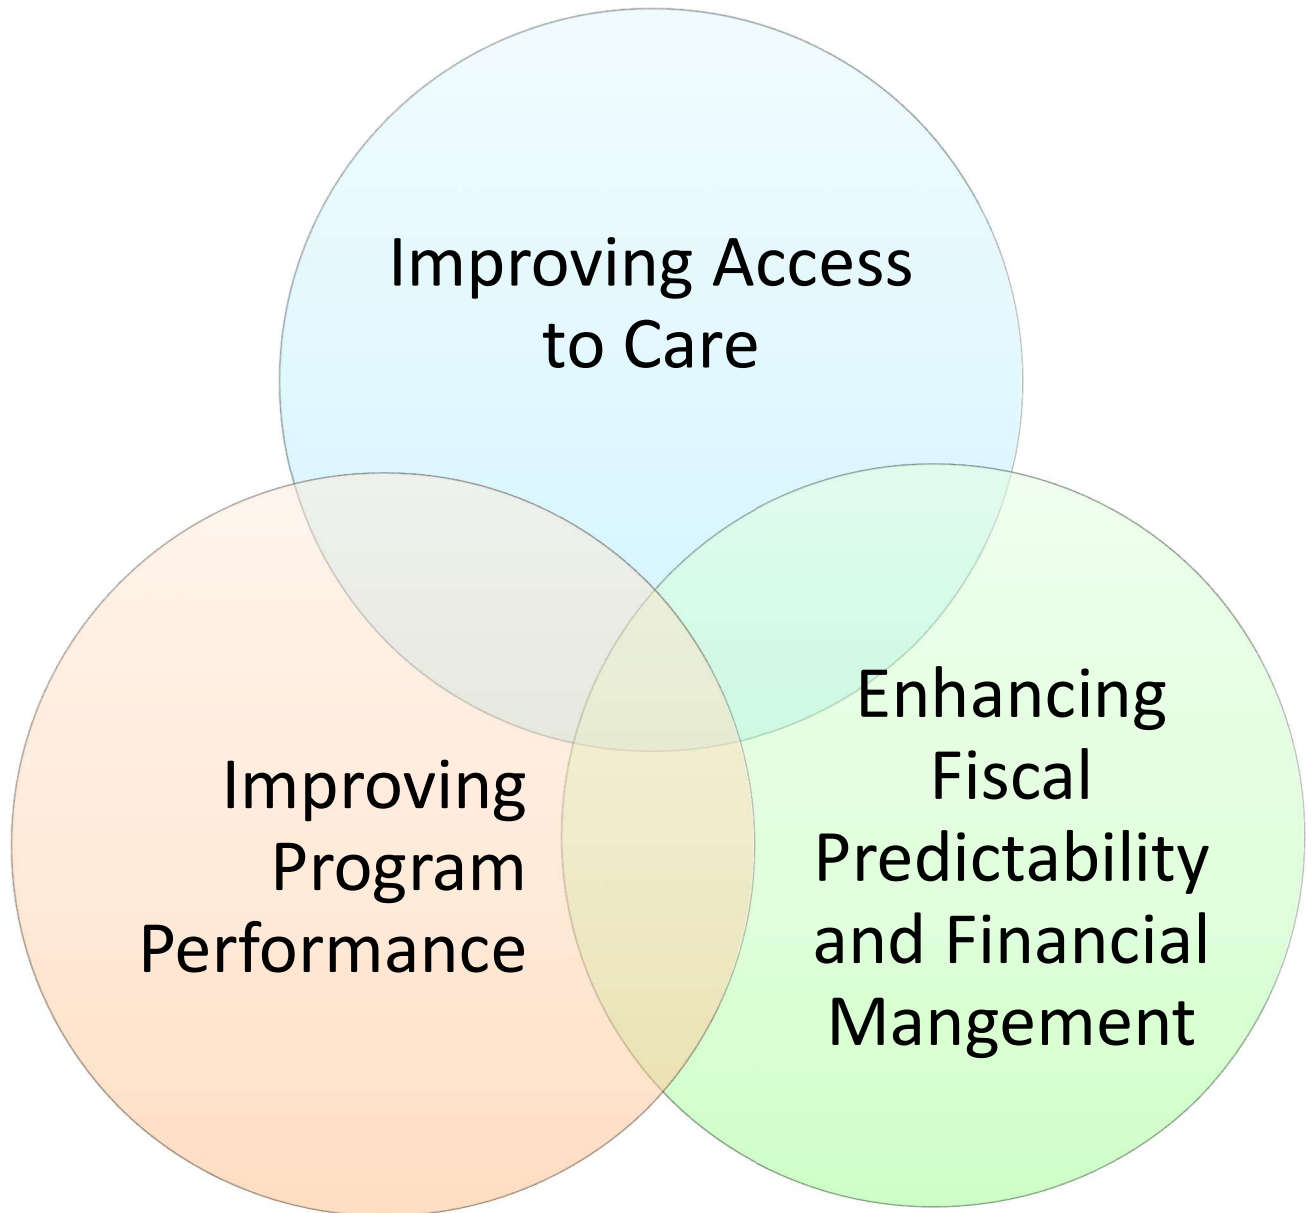 Improving Access
to Care
Improving
Program
Performance
Enhancing
Fiscal
Predictability
and Financial
Mangement